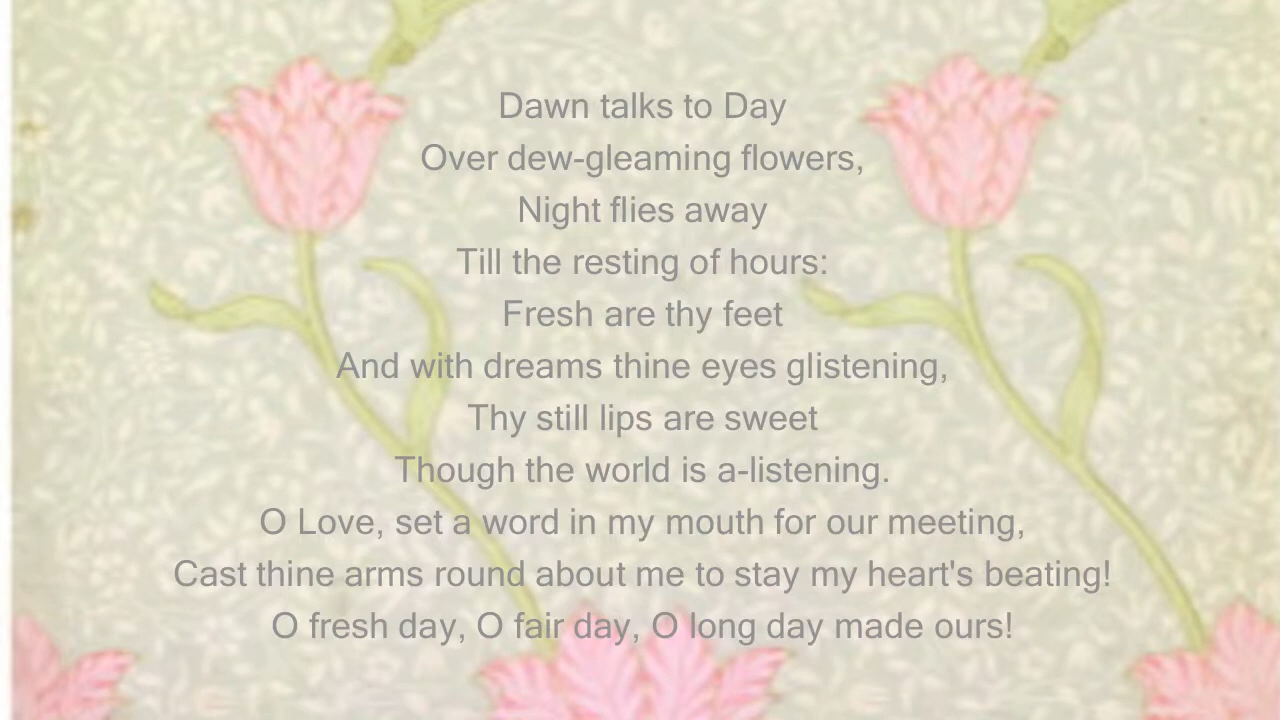 Dawn talks to Day
Over dew-gleaming flowers,
Night flies away
Till the resting of hours:
Fresh are thy feet
And with dreams thine eyes glistening,
Thy still lips are sweet
Though the world is a-listening.
O Love, set a word in my mouth for our meeting,
Cast thine arms round about me to stay my heart's beating!
O fresh day, O fair day, O long day made ours!